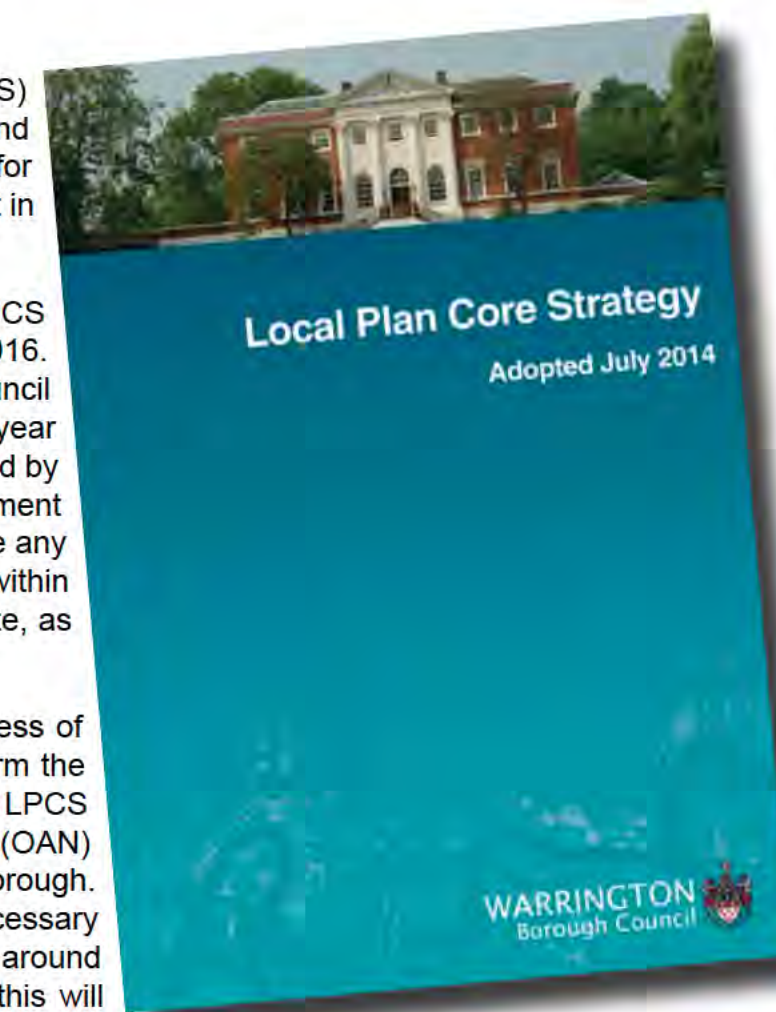 S)
nd
for
t in
CS
016.
uncil
year
d by
ment
e any
within
te, as
ess of
rm the
LPCS
(OAN)
orough.
cessary
around
this will
Local Plan Core Strategy
Adopted July 2014
WARRINGTON
Borough Council